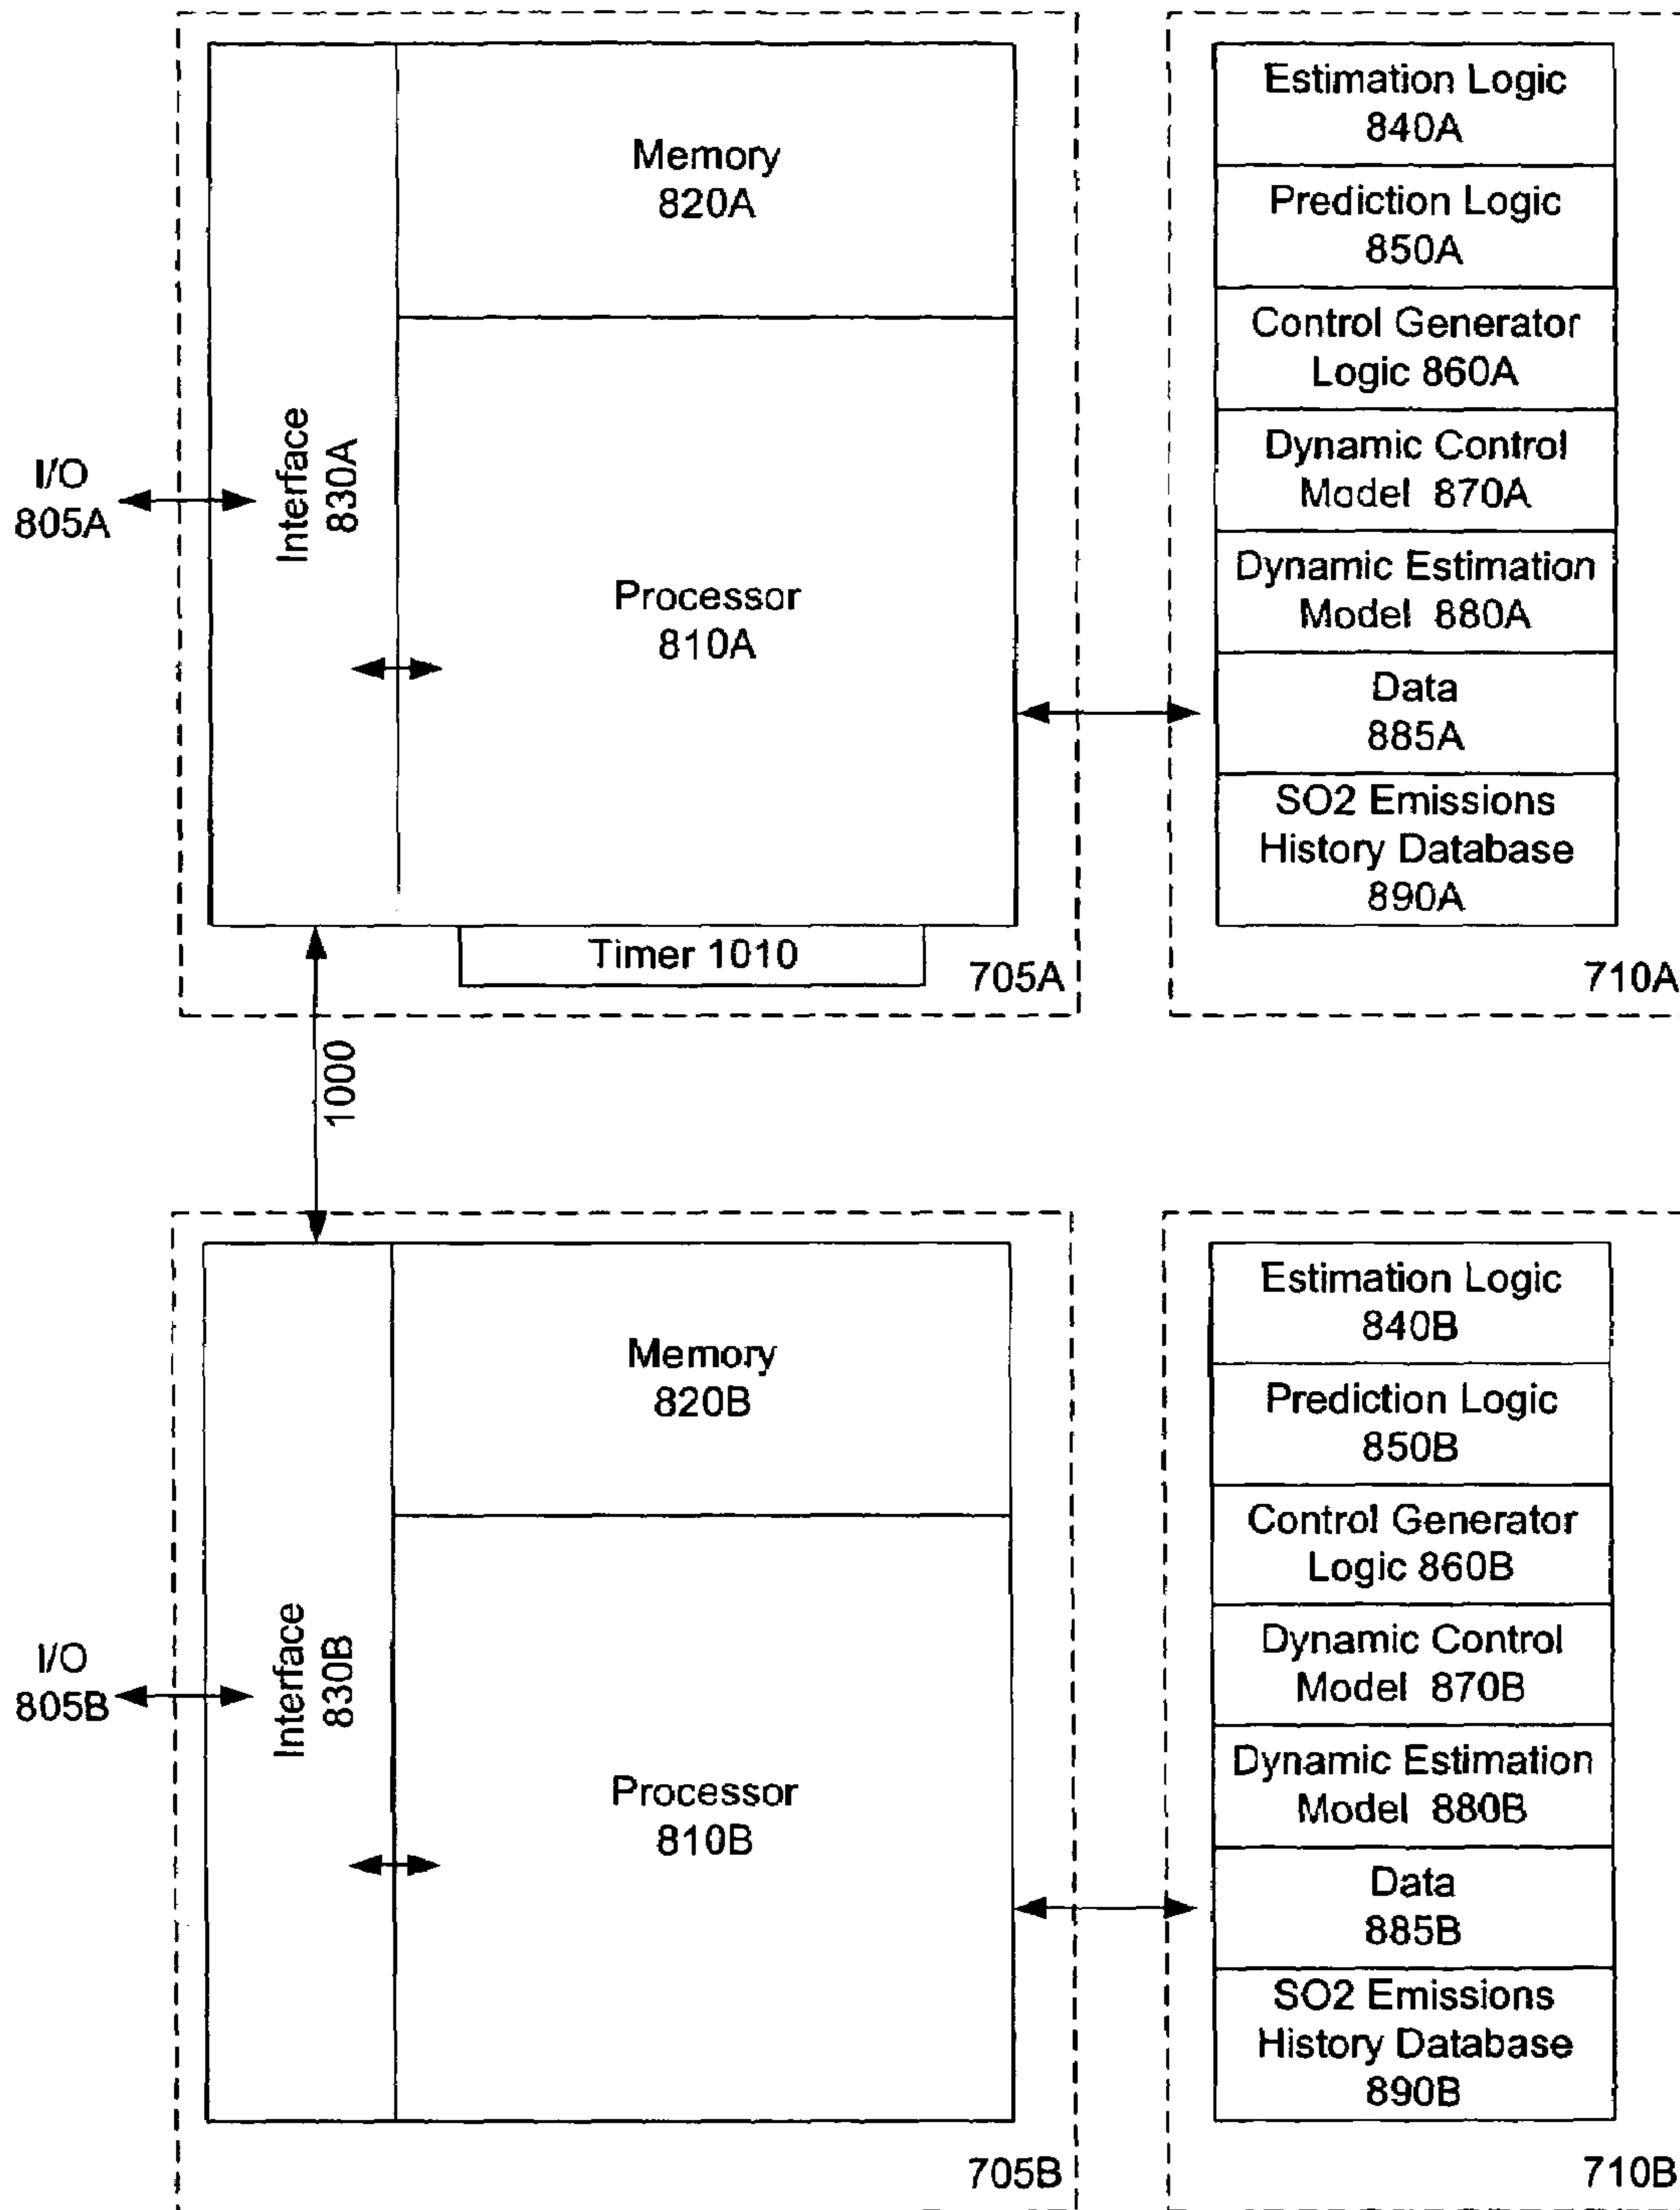 Memory
820A
Processor
810A
Interface
830A
I/O
805A
Timer 1010
705A
Estimation Logic
840A
Prediction Logic
850A
Control Generator
Logic 860A
Dynamic Control
Model 870A
Dynamic Estimation
Model 880A
Data
885A
SO2 Emissions
History Database
890A
710A
1000
Memory
820B
Processor
810B
Interface
830B
I/O
805B
705B
Estimation Logic
840B
Prediction Logic
850B
Control Generator
Logic 860B
Dynamic Control
Model 870B
Dynamic Estimation
Model 880B
Data
885B
SO2 Emissions
History Database
890B
710B